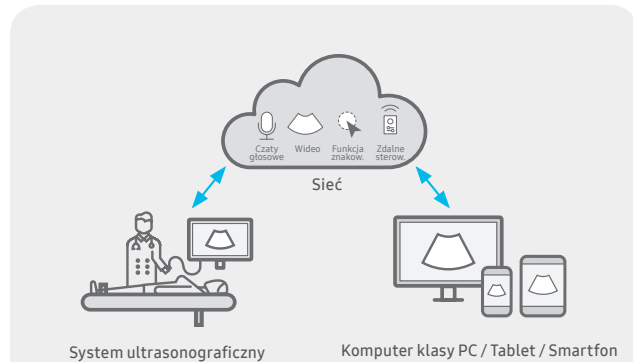 Czaty głosowe
Wideo
Funkcja znakow.
Zdalne sterow.
Sieć
System ultrasonograficzny
Komputer klasy PC / Tablet / Smartfon